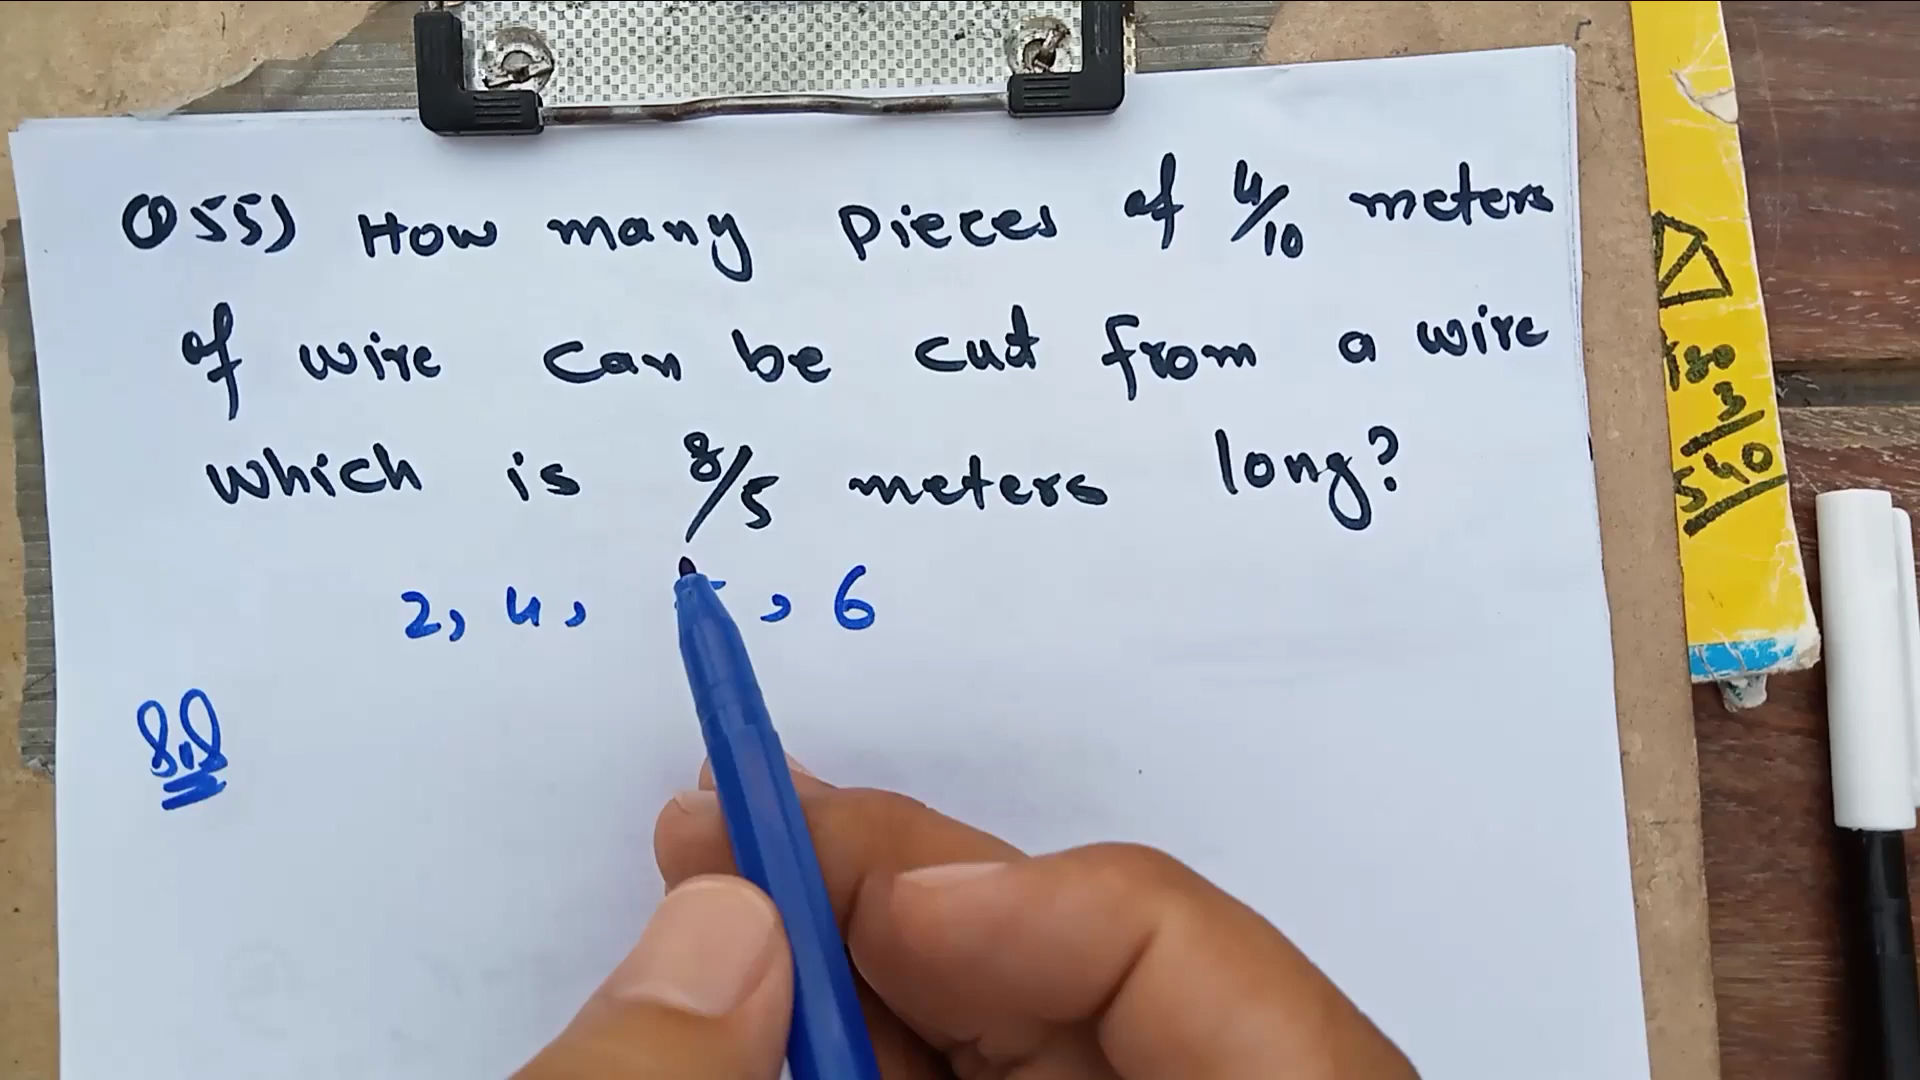 Q55) How many pieces of 4/10 meters
of wire can be cut from a wire
which is 8/5 meters long?
2, 4, , 6
Sol
180
3
540